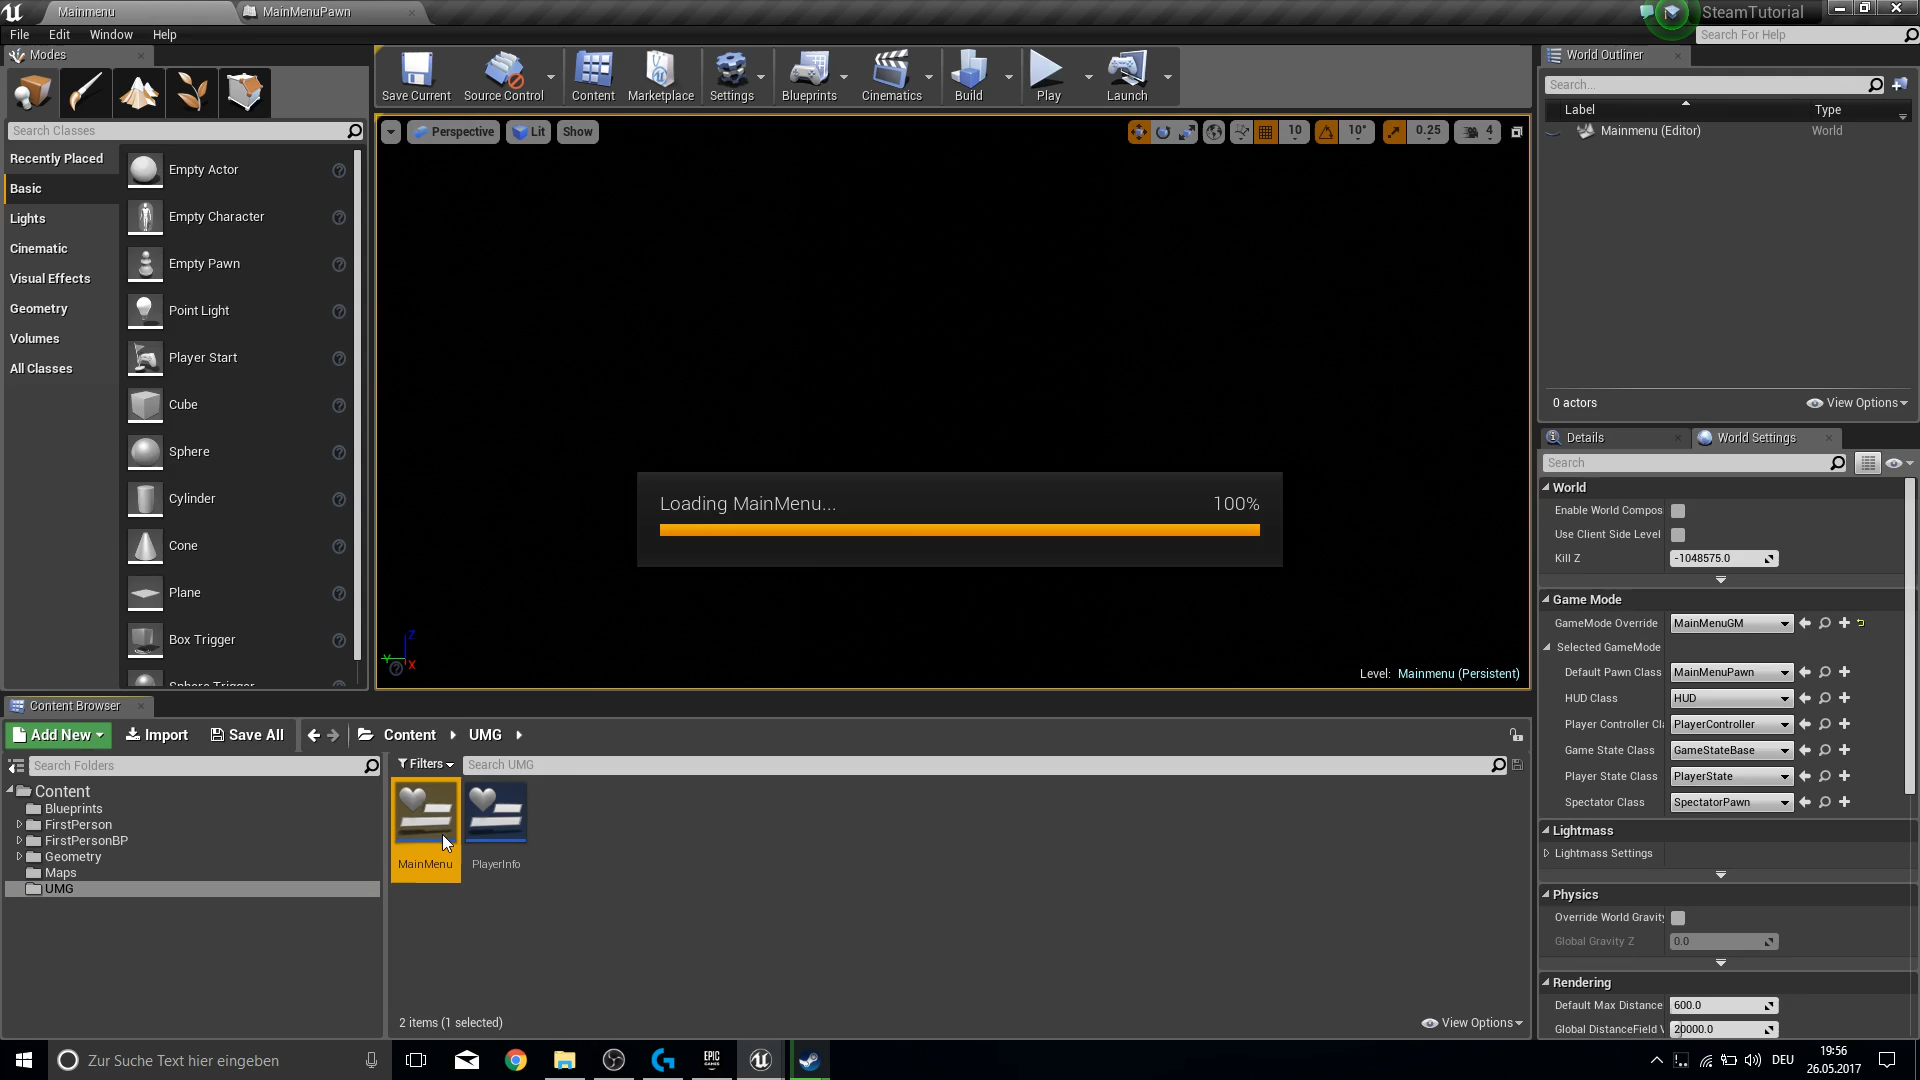 Mainmenu
MainMenuPawn
SteamTutorial
File Edit Window Help
Search For Help
Modes
Search Classes
Recently Placed
Basic
Lights
Cinematic
Visual Effects
Geometry
Volumes
All Classes
Empty Actor
Empty Character
Empty Pawn
Point Light
Player Start
Cube
Sphere
Cylinder
Cone
Plane
Box Trigger
Sphere Trigger
Save Current
Source Control
Content
Marketplace
Settings
Blueprints
Cinematics
Build
Play
Launch
Perspective
Lit
Show
10
10°
0.25
4
Loading MainMenu...
100%
Z
Y
X
Level: Mainmenu (Persistent)
World Outliner
Search...
Label
Type
Mainmenu (Editor)
World
0 actors
View Options
Details
World Settings
Search
World
Enable World Compos
Use Client Side Level
Kill Z
-1048575.0
Game Mode
GameMode Override
MainMenuGM
Selected GameMode
Default Pawn Class
MainMenuPawn
HUD Class
HUD
Player Controller Cl
PlayerController
Game State Class
GameStateBase
Player State Class
PlayerState
Spectator Class
SpectatorPawn
Lightmass
Lightmass Settings
Physics
Override World Gravity
Global Gravity Z
0.0
Rendering
Default Max Distance
600.0
Global DistanceField V
20000.0
Content Browser
Add New
Import
Save All
Content
UMG
Search Folders
Filters
Search UMG
Content
Blueprints
FirstPerson
FirstPersonBP
Geometry
Maps
UMG
MainMenu
PlayerInfo
2 items (1 selected)
View Options
Zur Suche Text hier eingeben
EPIC
GAMES
DEU
19:56
26.05.2017